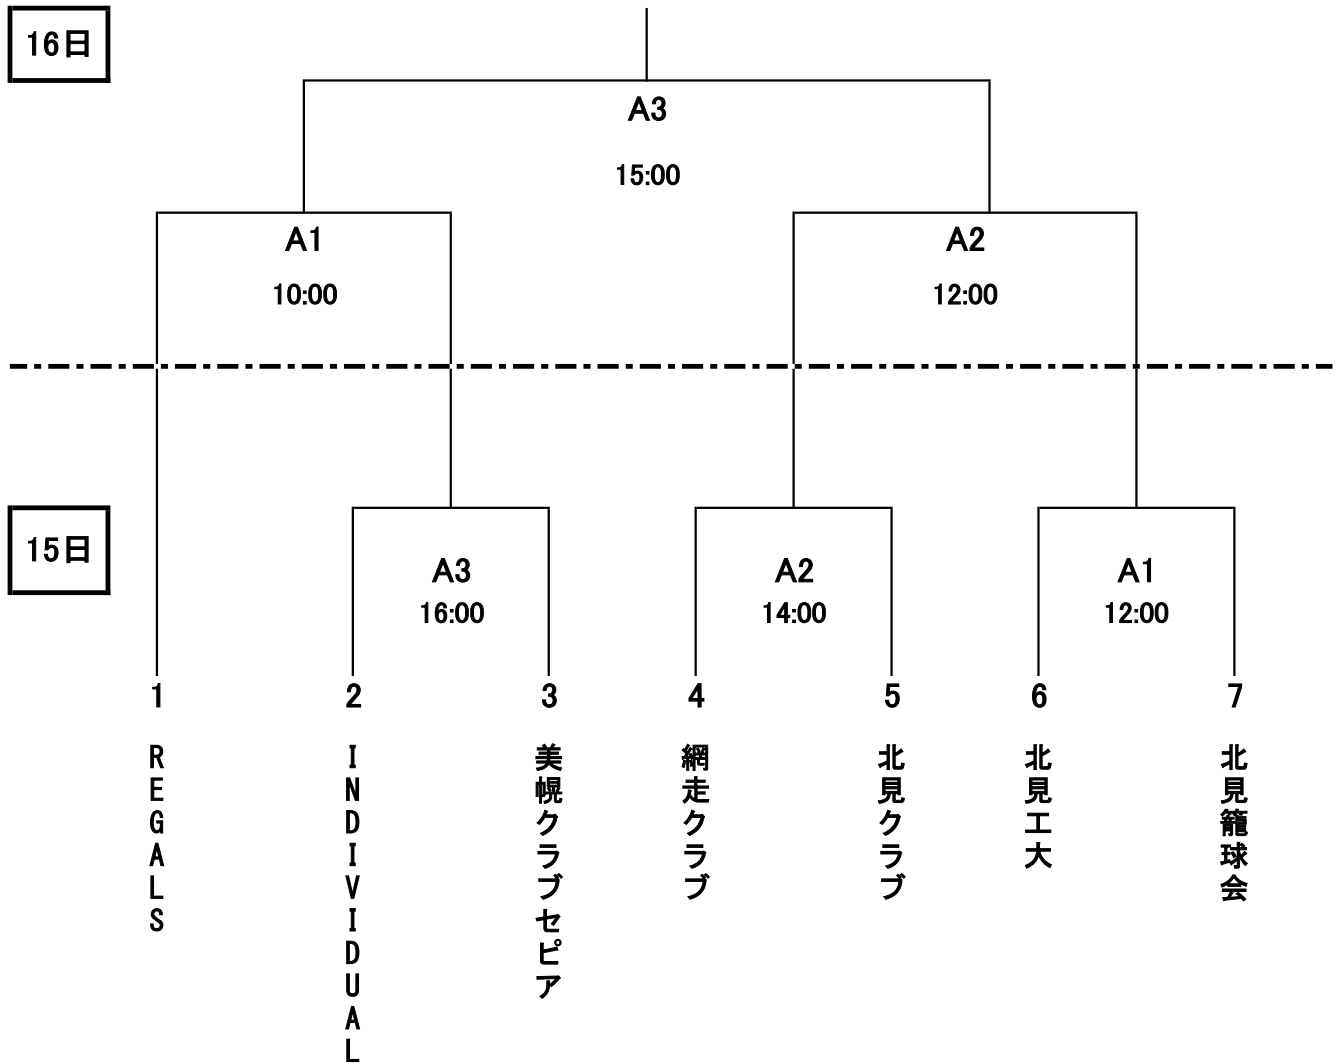 16日
A3
15:00
A1
A2
10:00
12:00
15日
A3
A2
A1
16:00
14:00
12:00
1
2
3
4
5
6
7
REGALS
INDIVIDUAL
美幌クラブセピア
網走クラブ
北見クラブ
北見工大
北見籠球会